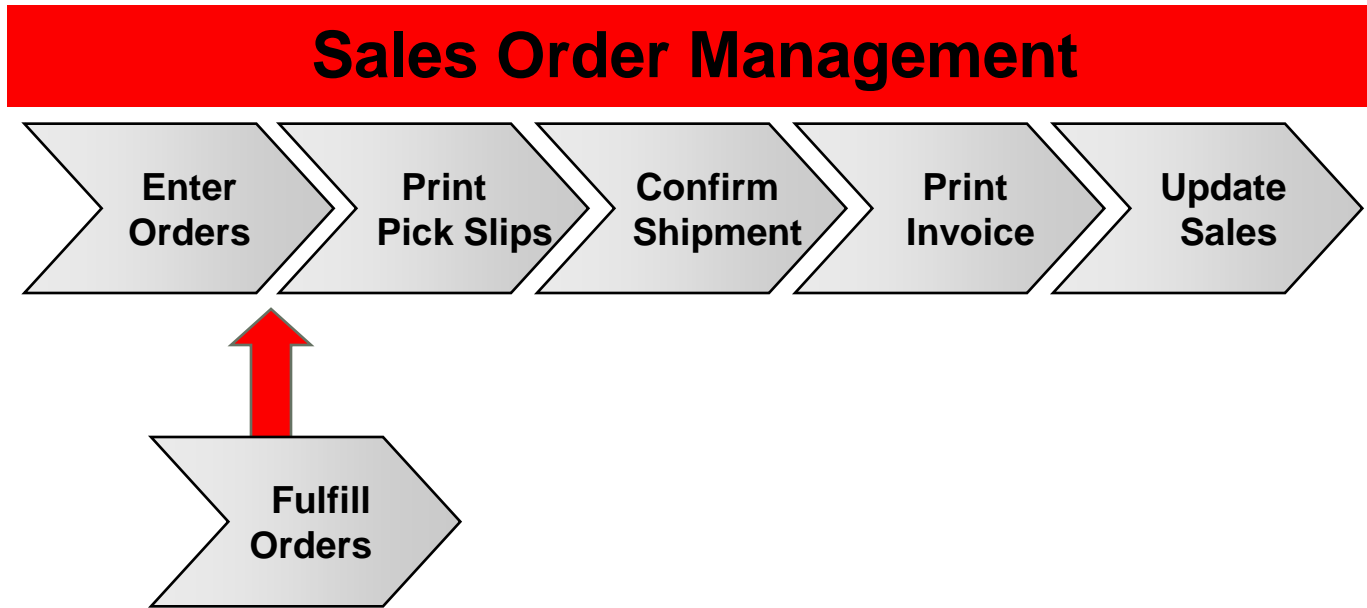 Sales Order Management
Enter
Orders
Print
Pick Slips
Confirm
Shipment
Print
Invoice
Update
Sales
Fulfill
Orders